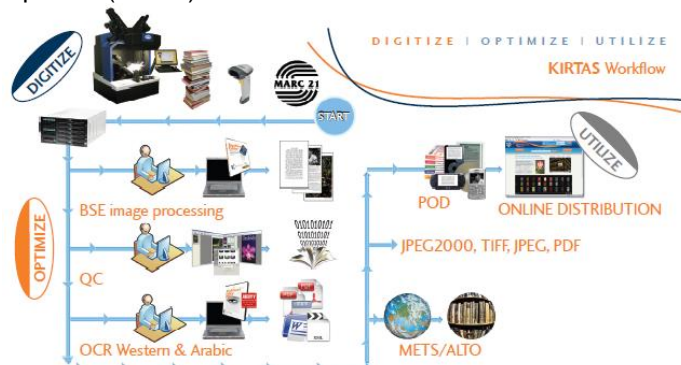 DIGITIZE | OPTIMIZE | UTILIZE
KIRTAS Workflow
DIGITIZE
MARC 21
START
UTILIZE
BSE image processing
POD
ONLINE DISTRIBUTION
OPTIMIZE
QC
JPEG2000, TIFF, JPEG, PDF
OCR Western & Arabic
METS/ALTO